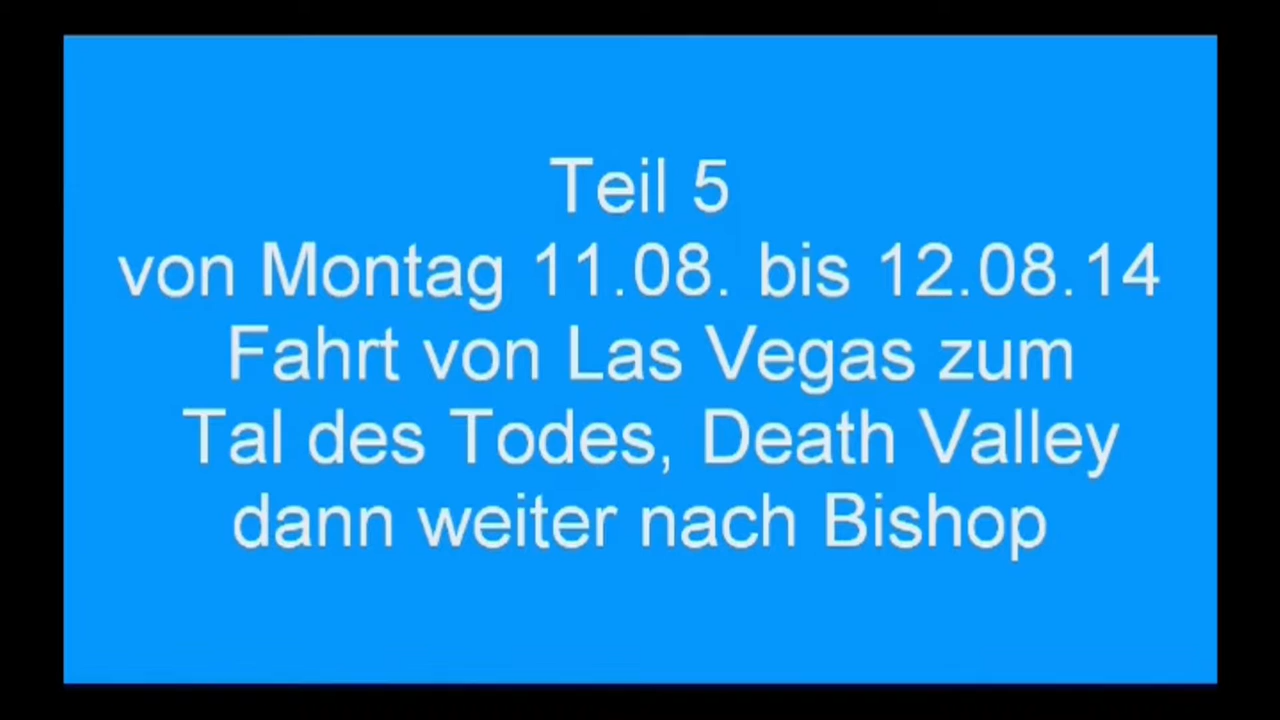 Teil 5
von Montag 11.08. bis 12.08.14
Fahrt von Las Vegas zum
Tal des Todes, Death Valley
dann weiter nach Bishop